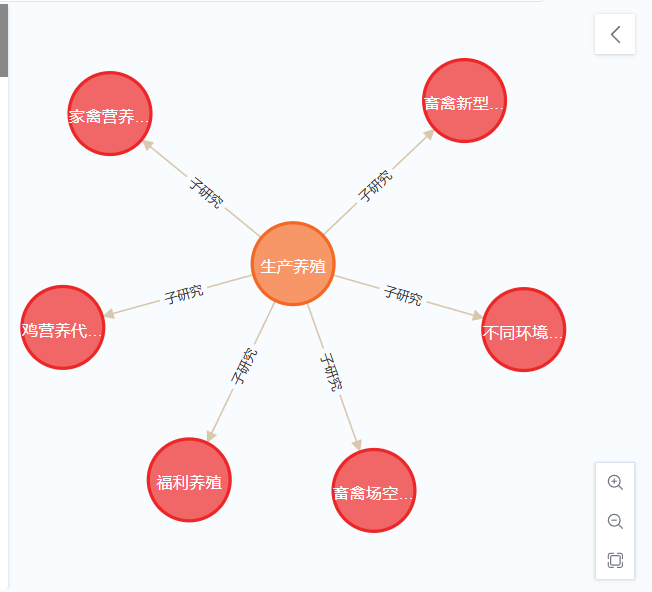 家禽营养...
畜禽新型...
子研究
子研究
生产养殖
子研究
子研究
鸡营养代...
不同环境...
子研究
子研究
福利养殖
畜禽场空...